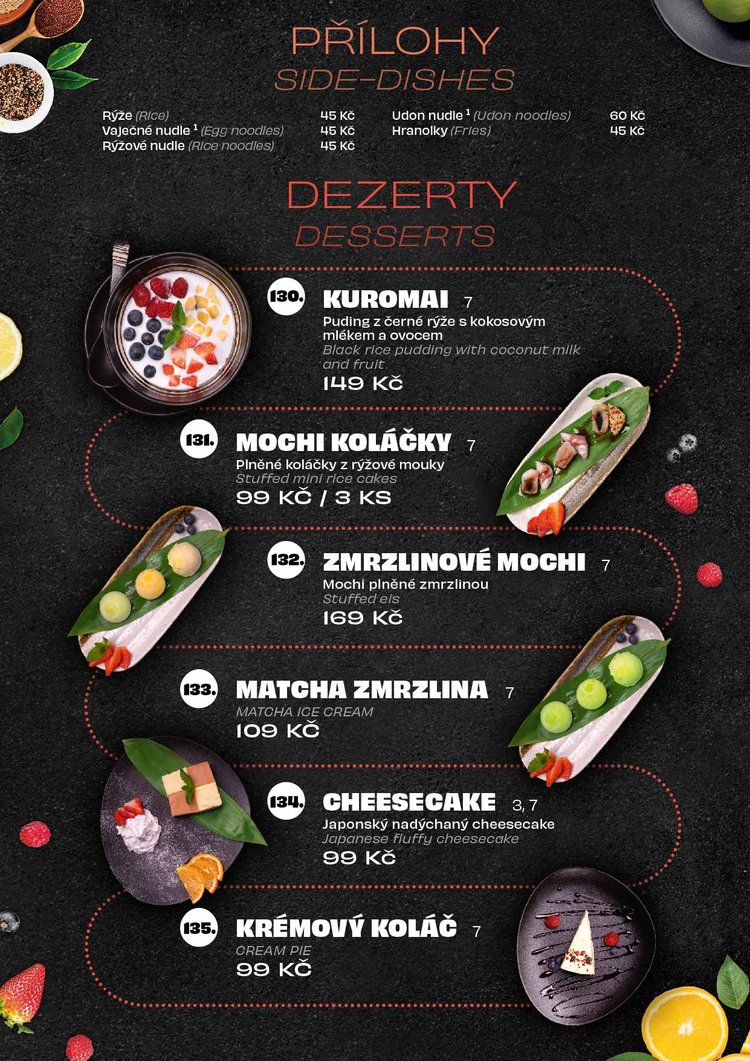 PŘÍLOHY
SIDE-DISHES
Rýže (Rice) 45 Kč
Vaječné nudle ¹ (Egg noodles) 45 Kč
Rýžové nudle (Rice noodles) 45 Kč
Udon nudle ¹ (Udon noodles) 60 Kč
Hranolky (Fries) 45 Kč
DEZERTY
DESSERTS
130. KUROMAI 7
Puding z černé rýže s kokosovým
mlékem a ovocem
Black rice pudding with coconut milk
and fruit
149 Kč
131. MOCHI KOLÁČKY 7
Plněné koláčky z rýžové mouky
Stuffed mini rice cakes
99 KČ / 3 KS
132. ZMRZLINOVÉ MOCHI 7
Mochi plněné zmrzlinou
Stuffed eis
169 Kč
133. MATCHA ZMRZLINA 7
MATCHA ICE CREAM
109 KČ
134. CHEESECAKE 3, 7
Japonský nadýchaný cheesecake
Japanese fluffy cheesecake
99 Kč
135. KRÉMOVÝ KOLÁČ 7
CREAM PIE
99 KČ